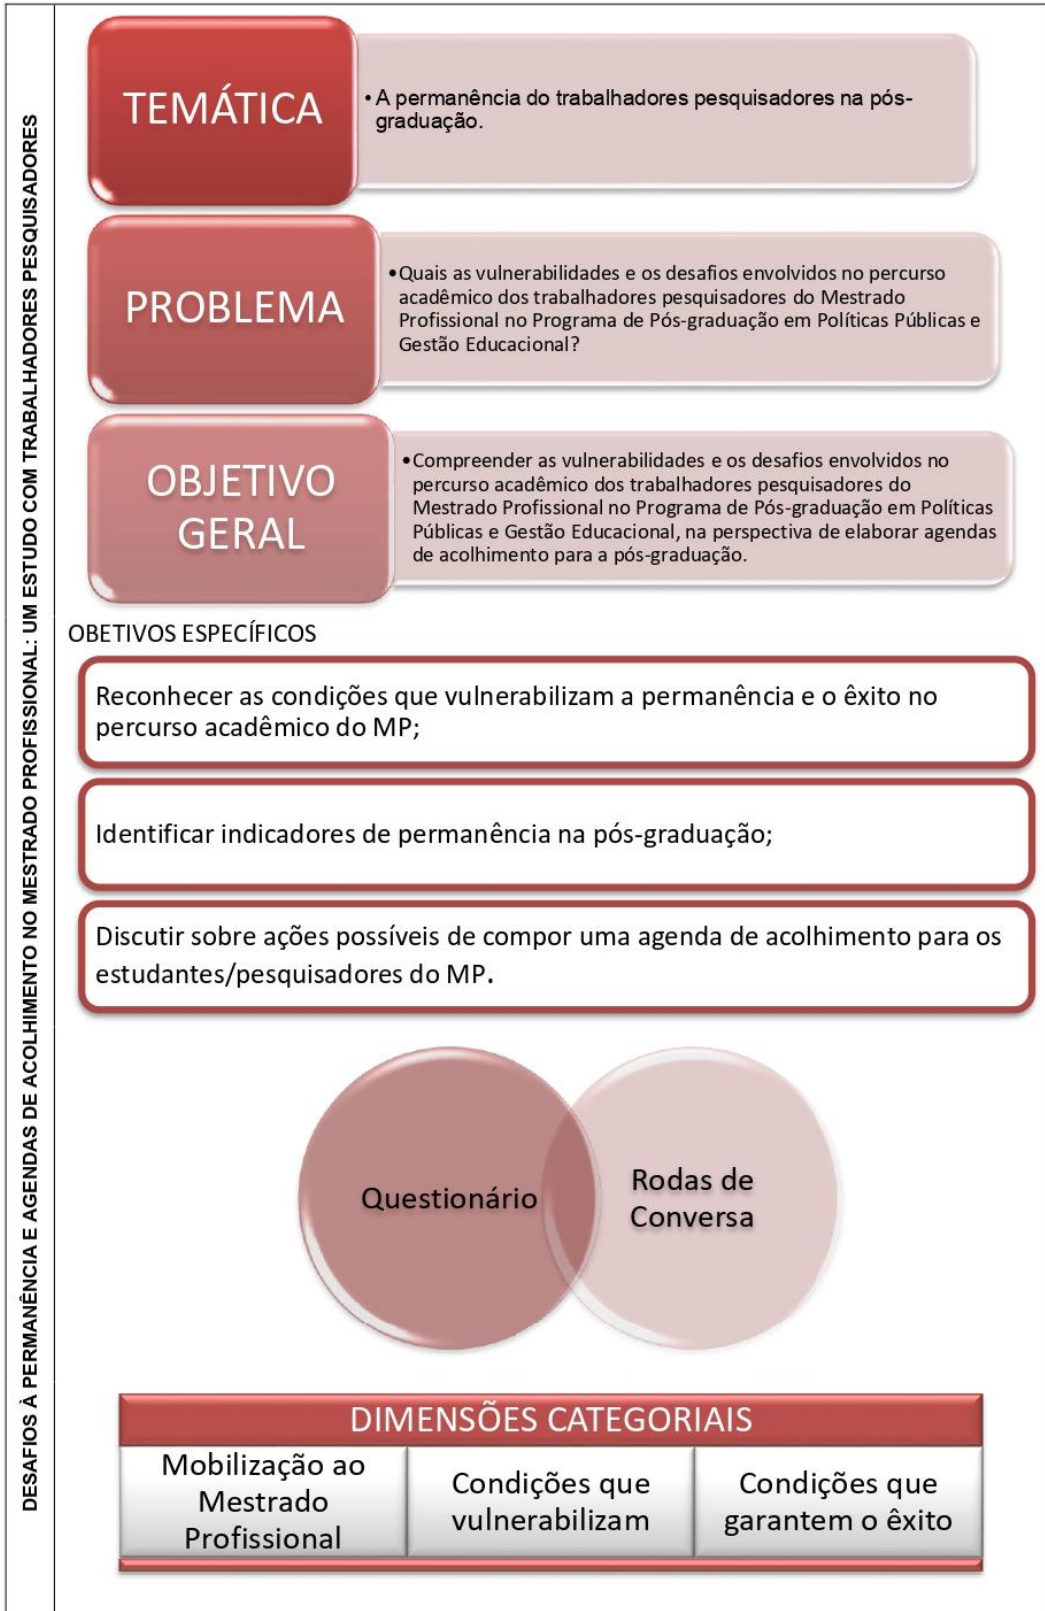 DESAFIOS À PERMANÊNCIA E AGENDAS DE ACOLHIMENTO NO MESTRADO PROFISSIONAL: UM ESTUDO COM TRABALHADORES PESQUISADORES
TEMÁTICA
• A permanência do trabalhadores pesquisadores na pós-
graduação.
PROBLEMA
•Quais as vulnerabilidades e os desafios envolvidos no percurso
acadêmico dos trabalhadores pesquisadores do Mestrado
Profissional no Programa de Pós-graduação em Políticas Públicas e
Gestão Educacional?
OBJETIVO
GERAL
•Compreender as vulnerabilidades e os desafios envolvidos no
percurso acadêmico dos trabalhadores pesquisadores do
Mestrado Profissional no Programa de Pós-graduação em Políticas
Públicas e Gestão Educacional, na perspectiva de elaborar agendas
de acolhimento para a pós-graduação.
OBETIVOS ESPECÍFICOS
Reconhecer as condições que vulnerabilizam a permanência e o êxito no
percurso acadêmico do MP;
Identificar indicadores de permanência na pós-graduação;
Discutir sobre ações possíveis de compor uma agenda de acolhimento para os
estudantes/pesquisadores do MP.
Questionário
Rodas de
Conversa
DIMENSÕES CATEGORIAIS
Mobilização ao
Mestrado
Profissional
Condições que
vulnerabilizam
Condições que
garantem o êxito